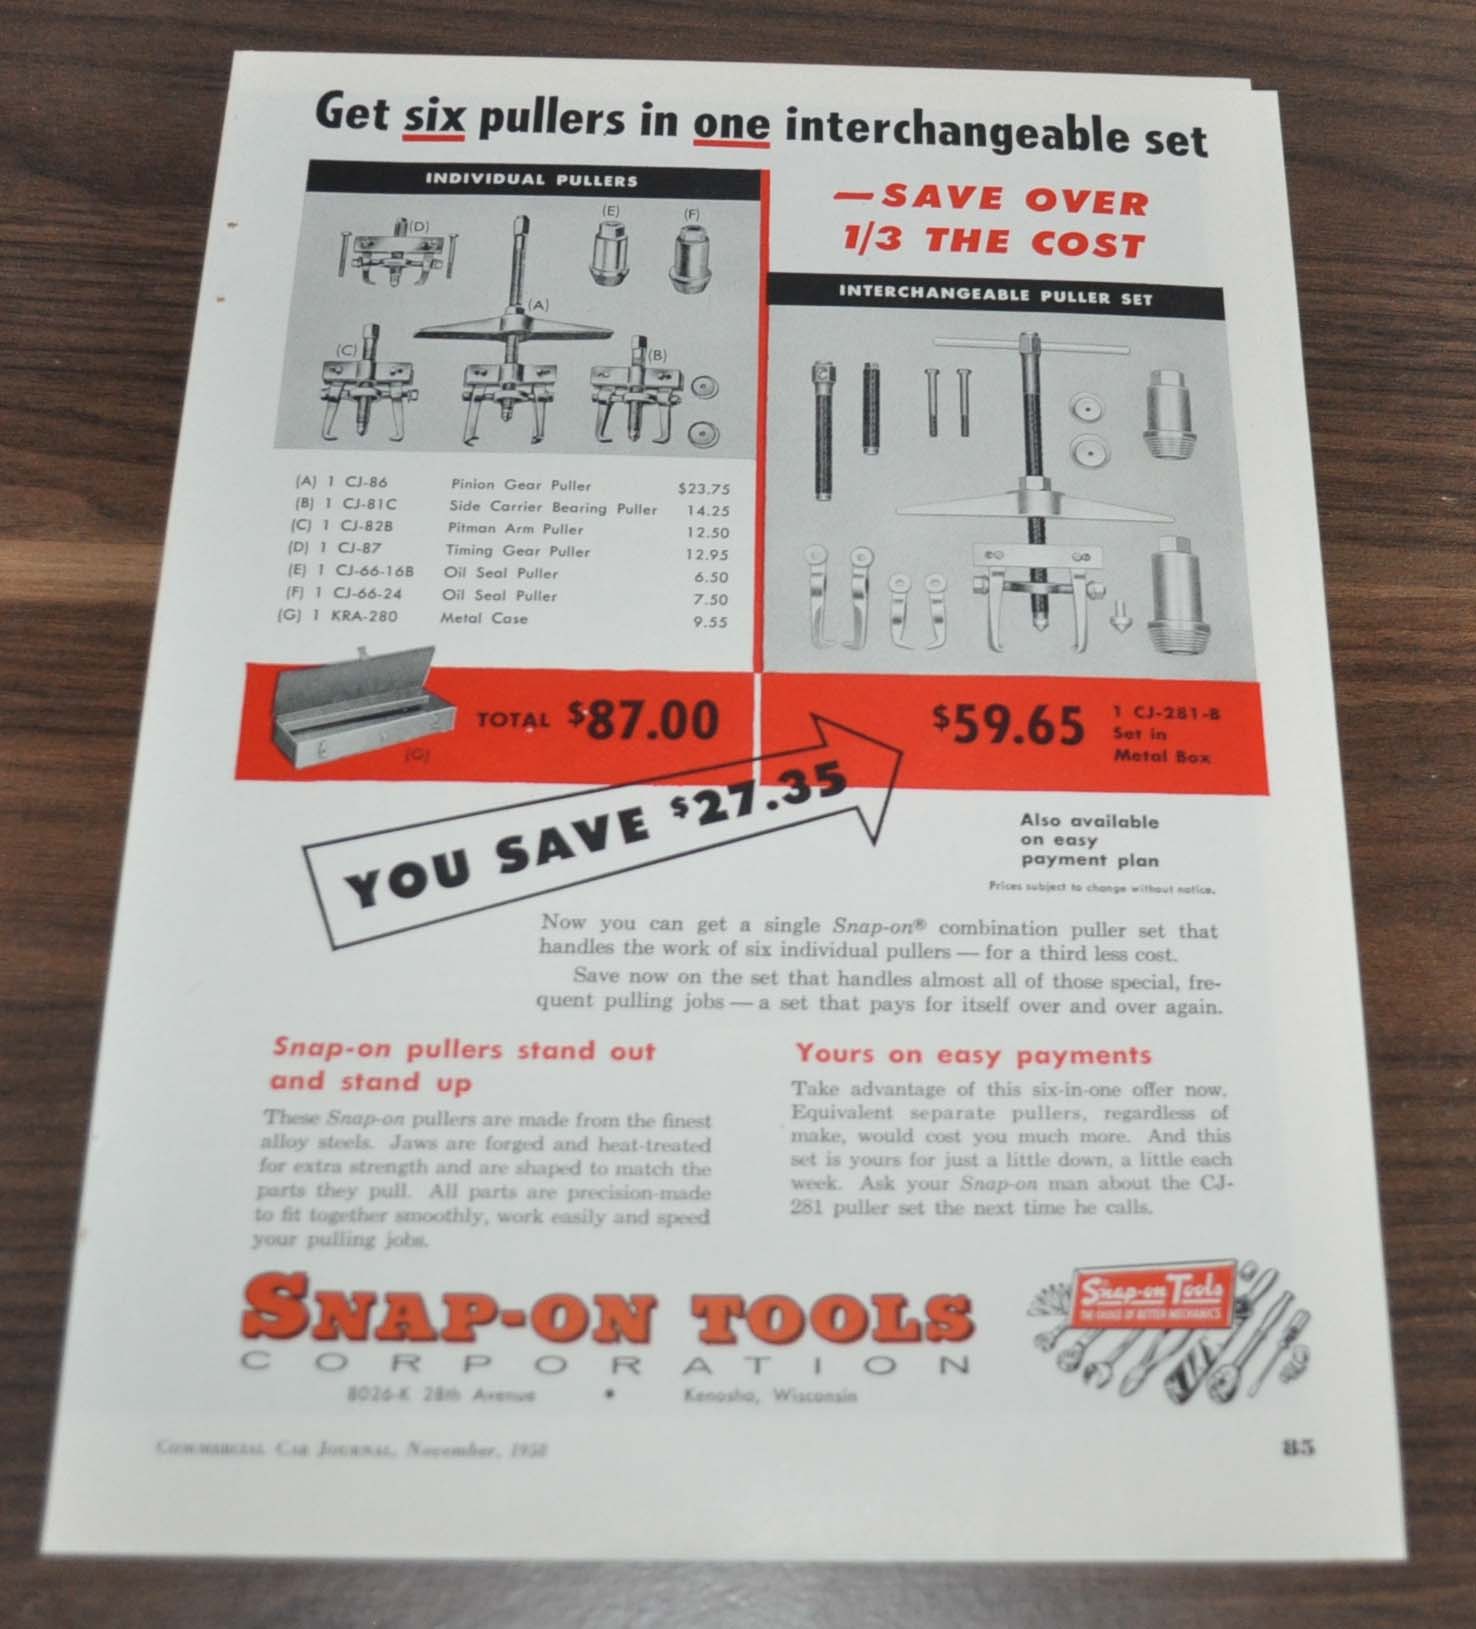 Get six pullers in one interchangeable set
INDIVIDUAL PULLERS
(D)
(E)
(F)
(A)
(C)
(B)
(A) 1 CJ-86 Pinion Gear Puller $23.75
(B) 1 CJ-81C Side Carrier Bearing Puller 14.25
(C) 1 CJ-82B Pitman Arm Puller 12.50
(D) 1 CJ-87 Timing Gear Puller 12.95
(E) 1 CJ-66-16B Oil Seal Puller 6.50
(F) 1 CJ-66-24 Oil Seal Puller 7.50
(G) 1 KRA-280 Metal Case 9.55
(G)
TOTAL $87.00
—SAVE OVER
1/3 THE COST
INTERCHANGEABLE PULLER SET
$59.65
1 CJ-281-B
Set in
Metal Box
YOU SAVE $27.35
Also available
on easy
payment plan
Prices subject to change without notice.
Now you can get a single Snap-on® combination puller set that
handles the work of six individual pullers — for a third less cost.
Save now on the set that handles almost all of those special, fre-
quent pulling jobs — a set that pays for itself over and over again.
Snap-on pullers stand out
and stand up
These Snap-on pullers are made from the finest
alloy steels. Jaws are forged and heat-treated
for extra strength and are shaped to match the
parts they pull. All parts are precision-made
to fit together smoothly, work easily and speed
your pulling jobs.
Yours on easy payments
Take advantage of this six-in-one offer now.
Equivalent separate pullers, regardless of
make, would cost you much more. And this
set is yours for just a little down, a little each
week. Ask your Snap-on man about the CJ-
281 puller set the next time he calls.
SNAP-ON TOOLS
CORPORATION
8026-K 28th Avenue • Kenosha, Wisconsin
Snap-on Tools
THE CHOICE OF BETTER MECHANICS
COMMERCIAL CAR JOURNAL, November, 1958
85